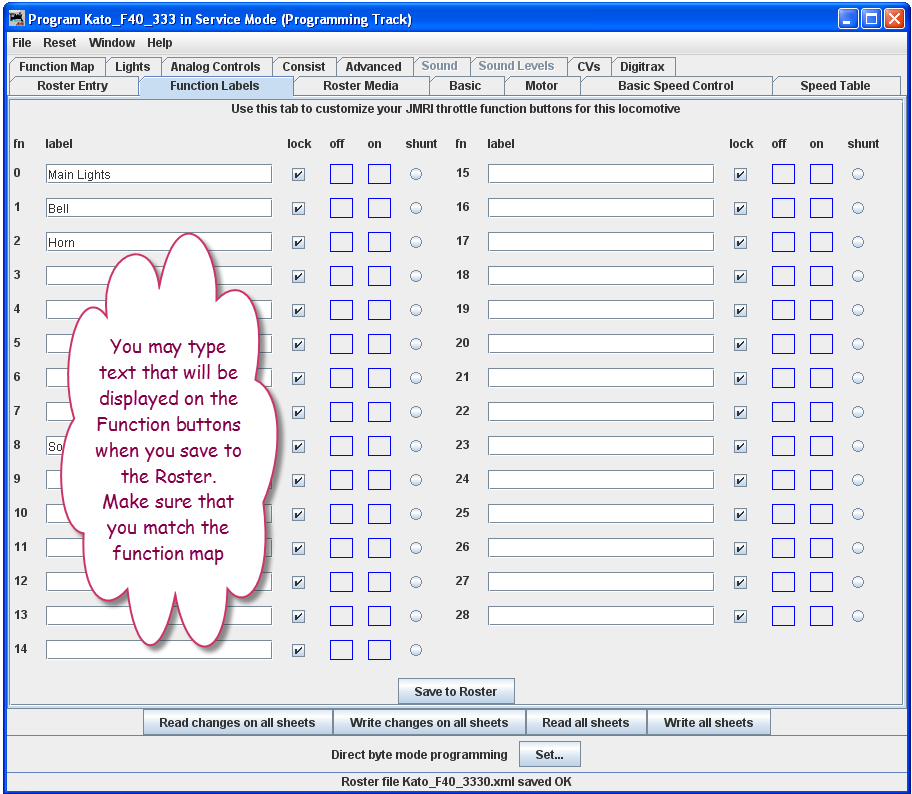 Program Kato_F40_333 in Service Mode (Programming Track)
File Reset Window Help
Function Map Lights Analog Controls Consist Advanced Sound Sound Levels CVs Digitrax
Roster Entry Function Labels Roster Media Basic Motor Basic Speed Control Speed Table
Use this tab to customize your JMRI throttle function buttons for this locomotive
fn label lock off on shunt fn label lock off on shunt
0 Main Lights 15
1 Bell 16
2 Horn 17
3 18
4 19
5 20
6 21
7 22
8 So 23
9 24
10 25
11 26
12 27
13 28
14
You may type
text that will be
displayed on the
Function buttons
when you save to
the Roster.
Make sure that
you match the
function map
Save to Roster
Read changes on all sheets Write changes on all sheets Read all sheets Write all sheets
Direct byte mode programming Set...
Roster file Kato_F40_3330.xml saved OK